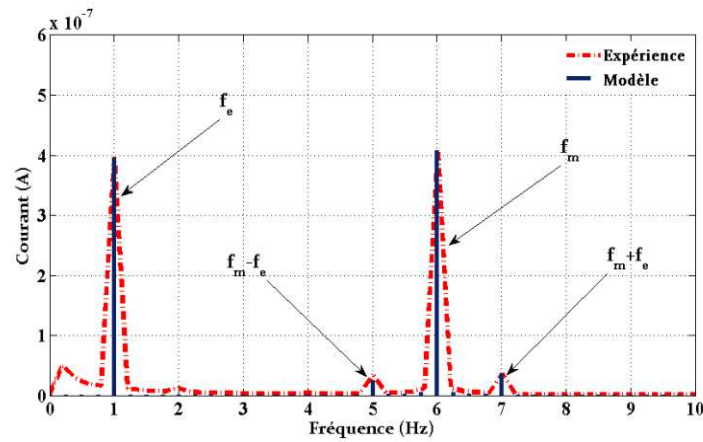 x 10⁻⁷
6
5
4
3
2
1
0
Courant (A)
0 1 2 3 4 5 6 7 8 9 10
Fréquence (Hz)
Expérience
Modèle
f_e
f_m
f_m-f_e
f_m+f_e